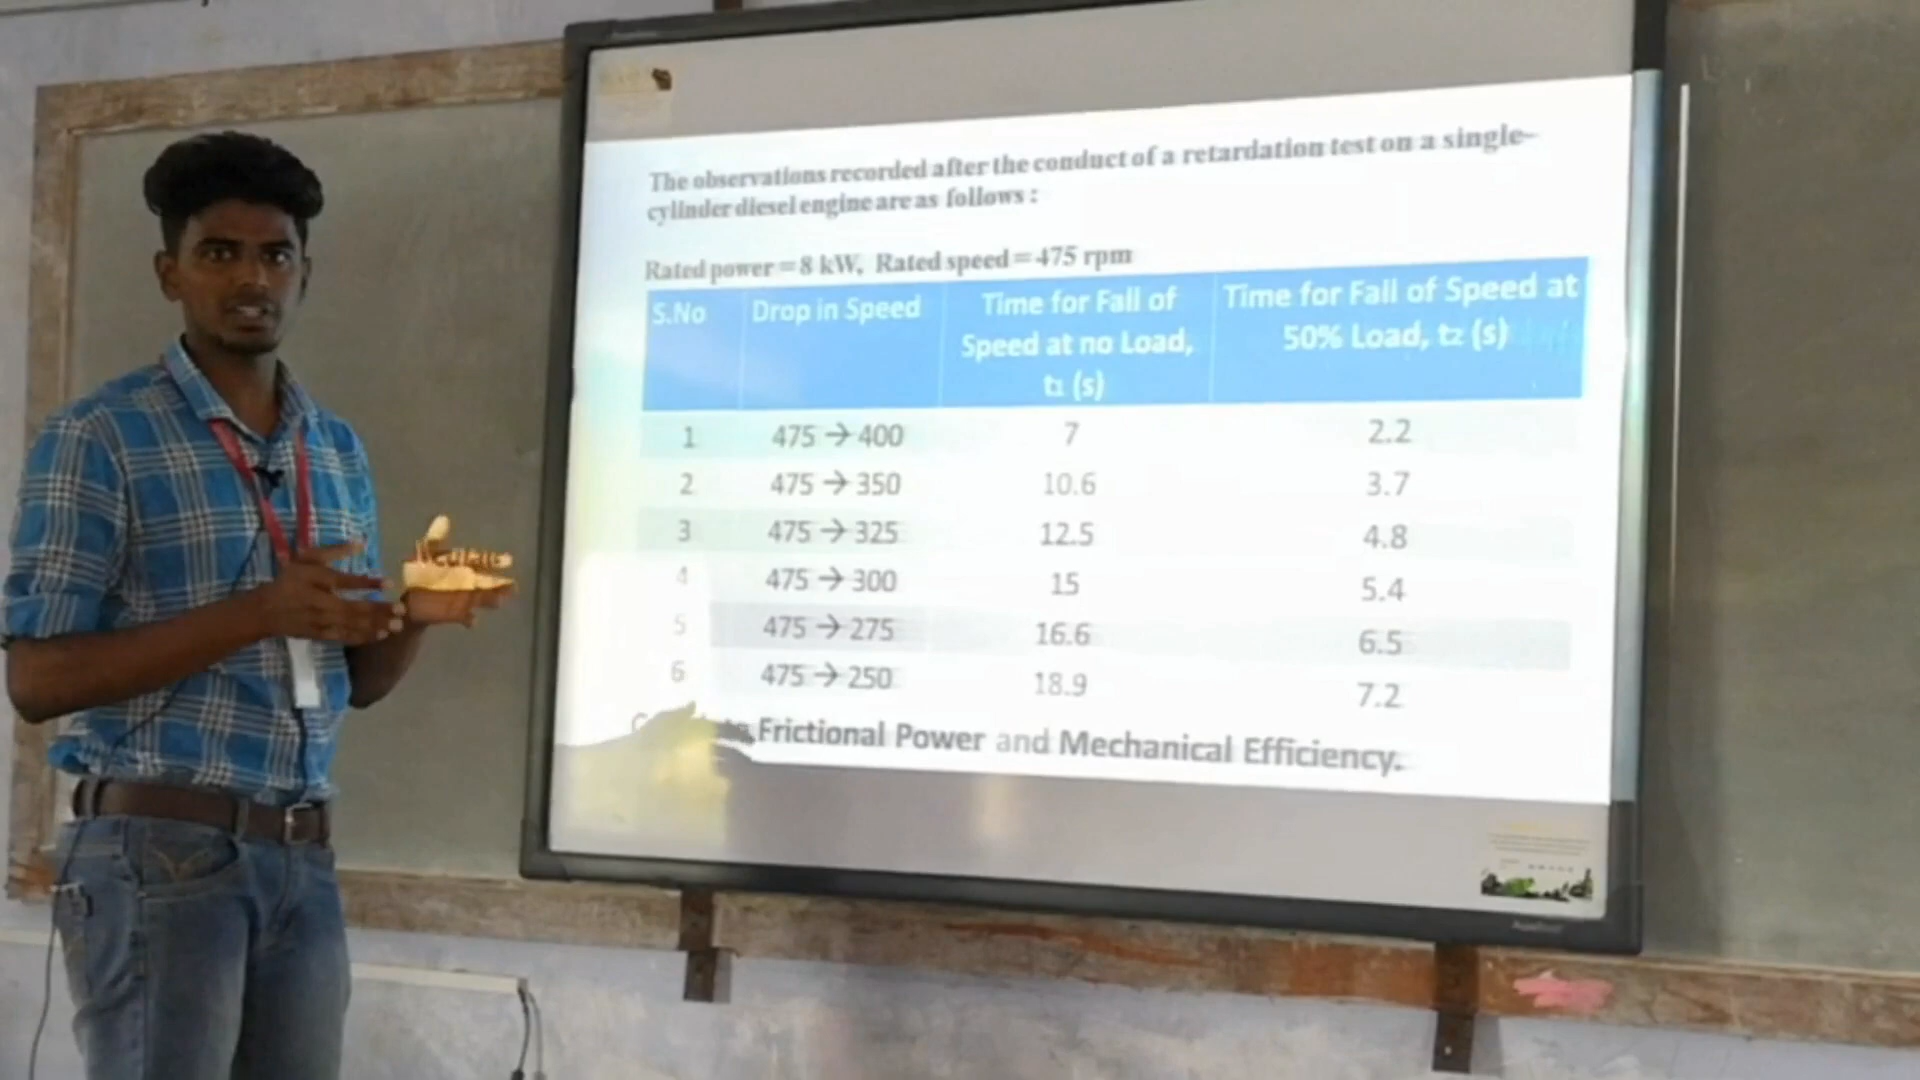 The observations recorded after the conduct of a retardation test on a single-
cylinder diesel engine are as follows :
Rated power = 8 kW, Rated speed = 475 rpm
S.No Drop in Speed Time for Fall of Speed at no Load, t1 (s) Time for Fall of Speed at 50% Load, t2 (s)
1 475 → 400 7 2.2
2 475 → 350 10.6 3.7
3 475 → 325 12.5 4.8
4 475 → 300 15 5.4
5 475 → 275 16.6 6.5
6 475 → 250 18.9 7.2
Frictional Power and Mechanical Efficiency.